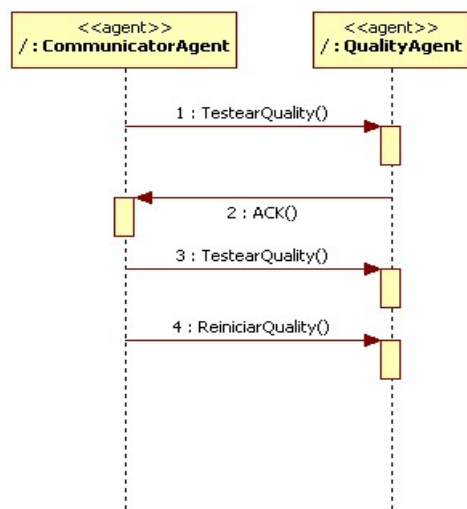 <<agent>>
/ : CommunicatorAgent
<<agent>>
/ : QualityAgent
1 : TestearQuality()
2 : ACK()
3 : TestearQuality()
4 : ReiniciarQuality()